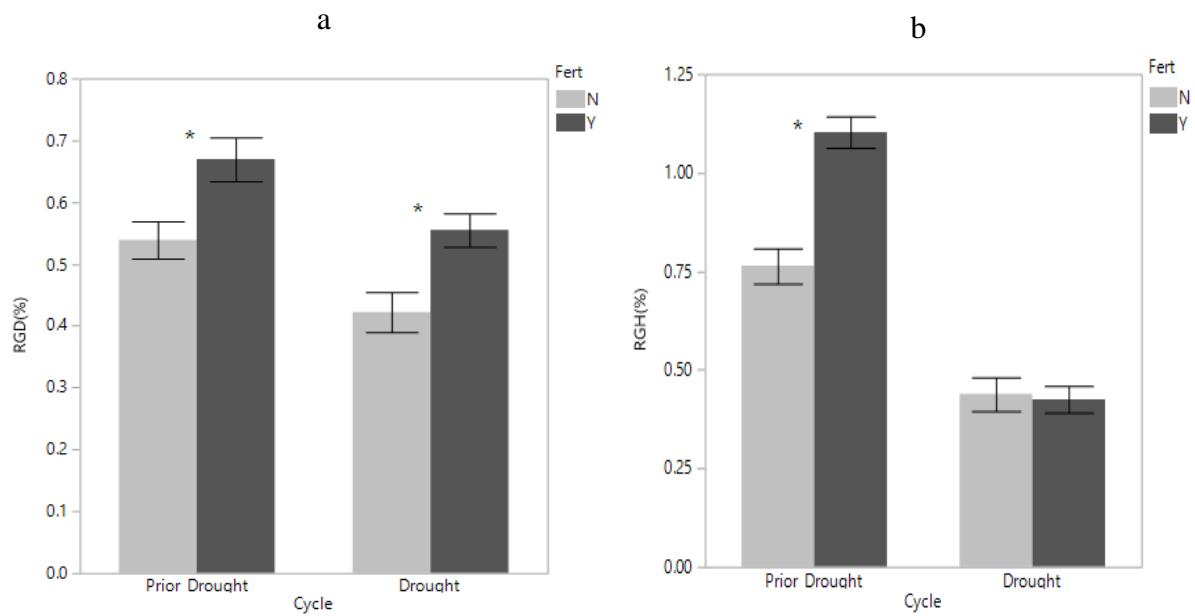 a
Fert
N
Y
0.8
0.7
0.6
0.5
0.4
0.3
0.2
0.1
0.0
RGD(%)
*
*
Prior Drought
Drought
Cycle
b
Fert
N
Y
1.25
1.00
0.75
0.50
0.25
0.00
RGH(%)
*
Prior Drought
Drought
Cycle